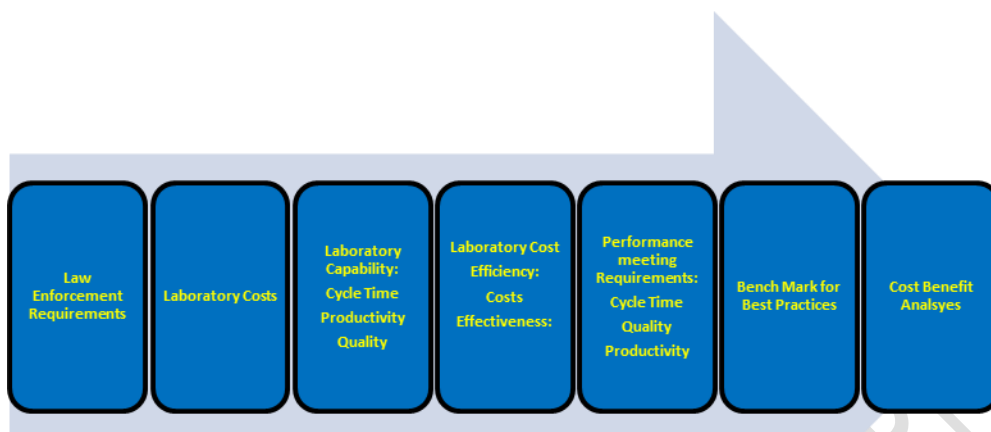 Law
Enforcement
Requirements
Laboratory Costs
Laboratory
Capability:
Cycle Time
Productivity
Quality
Laboratory Cost
Efficiency:
Costs
Effectiveness:
Performance
meeting
Requirements:
Cycle Time
Quality
Productivity
Bench Mark for
Best Practices
Cost Benefit
Analsyes